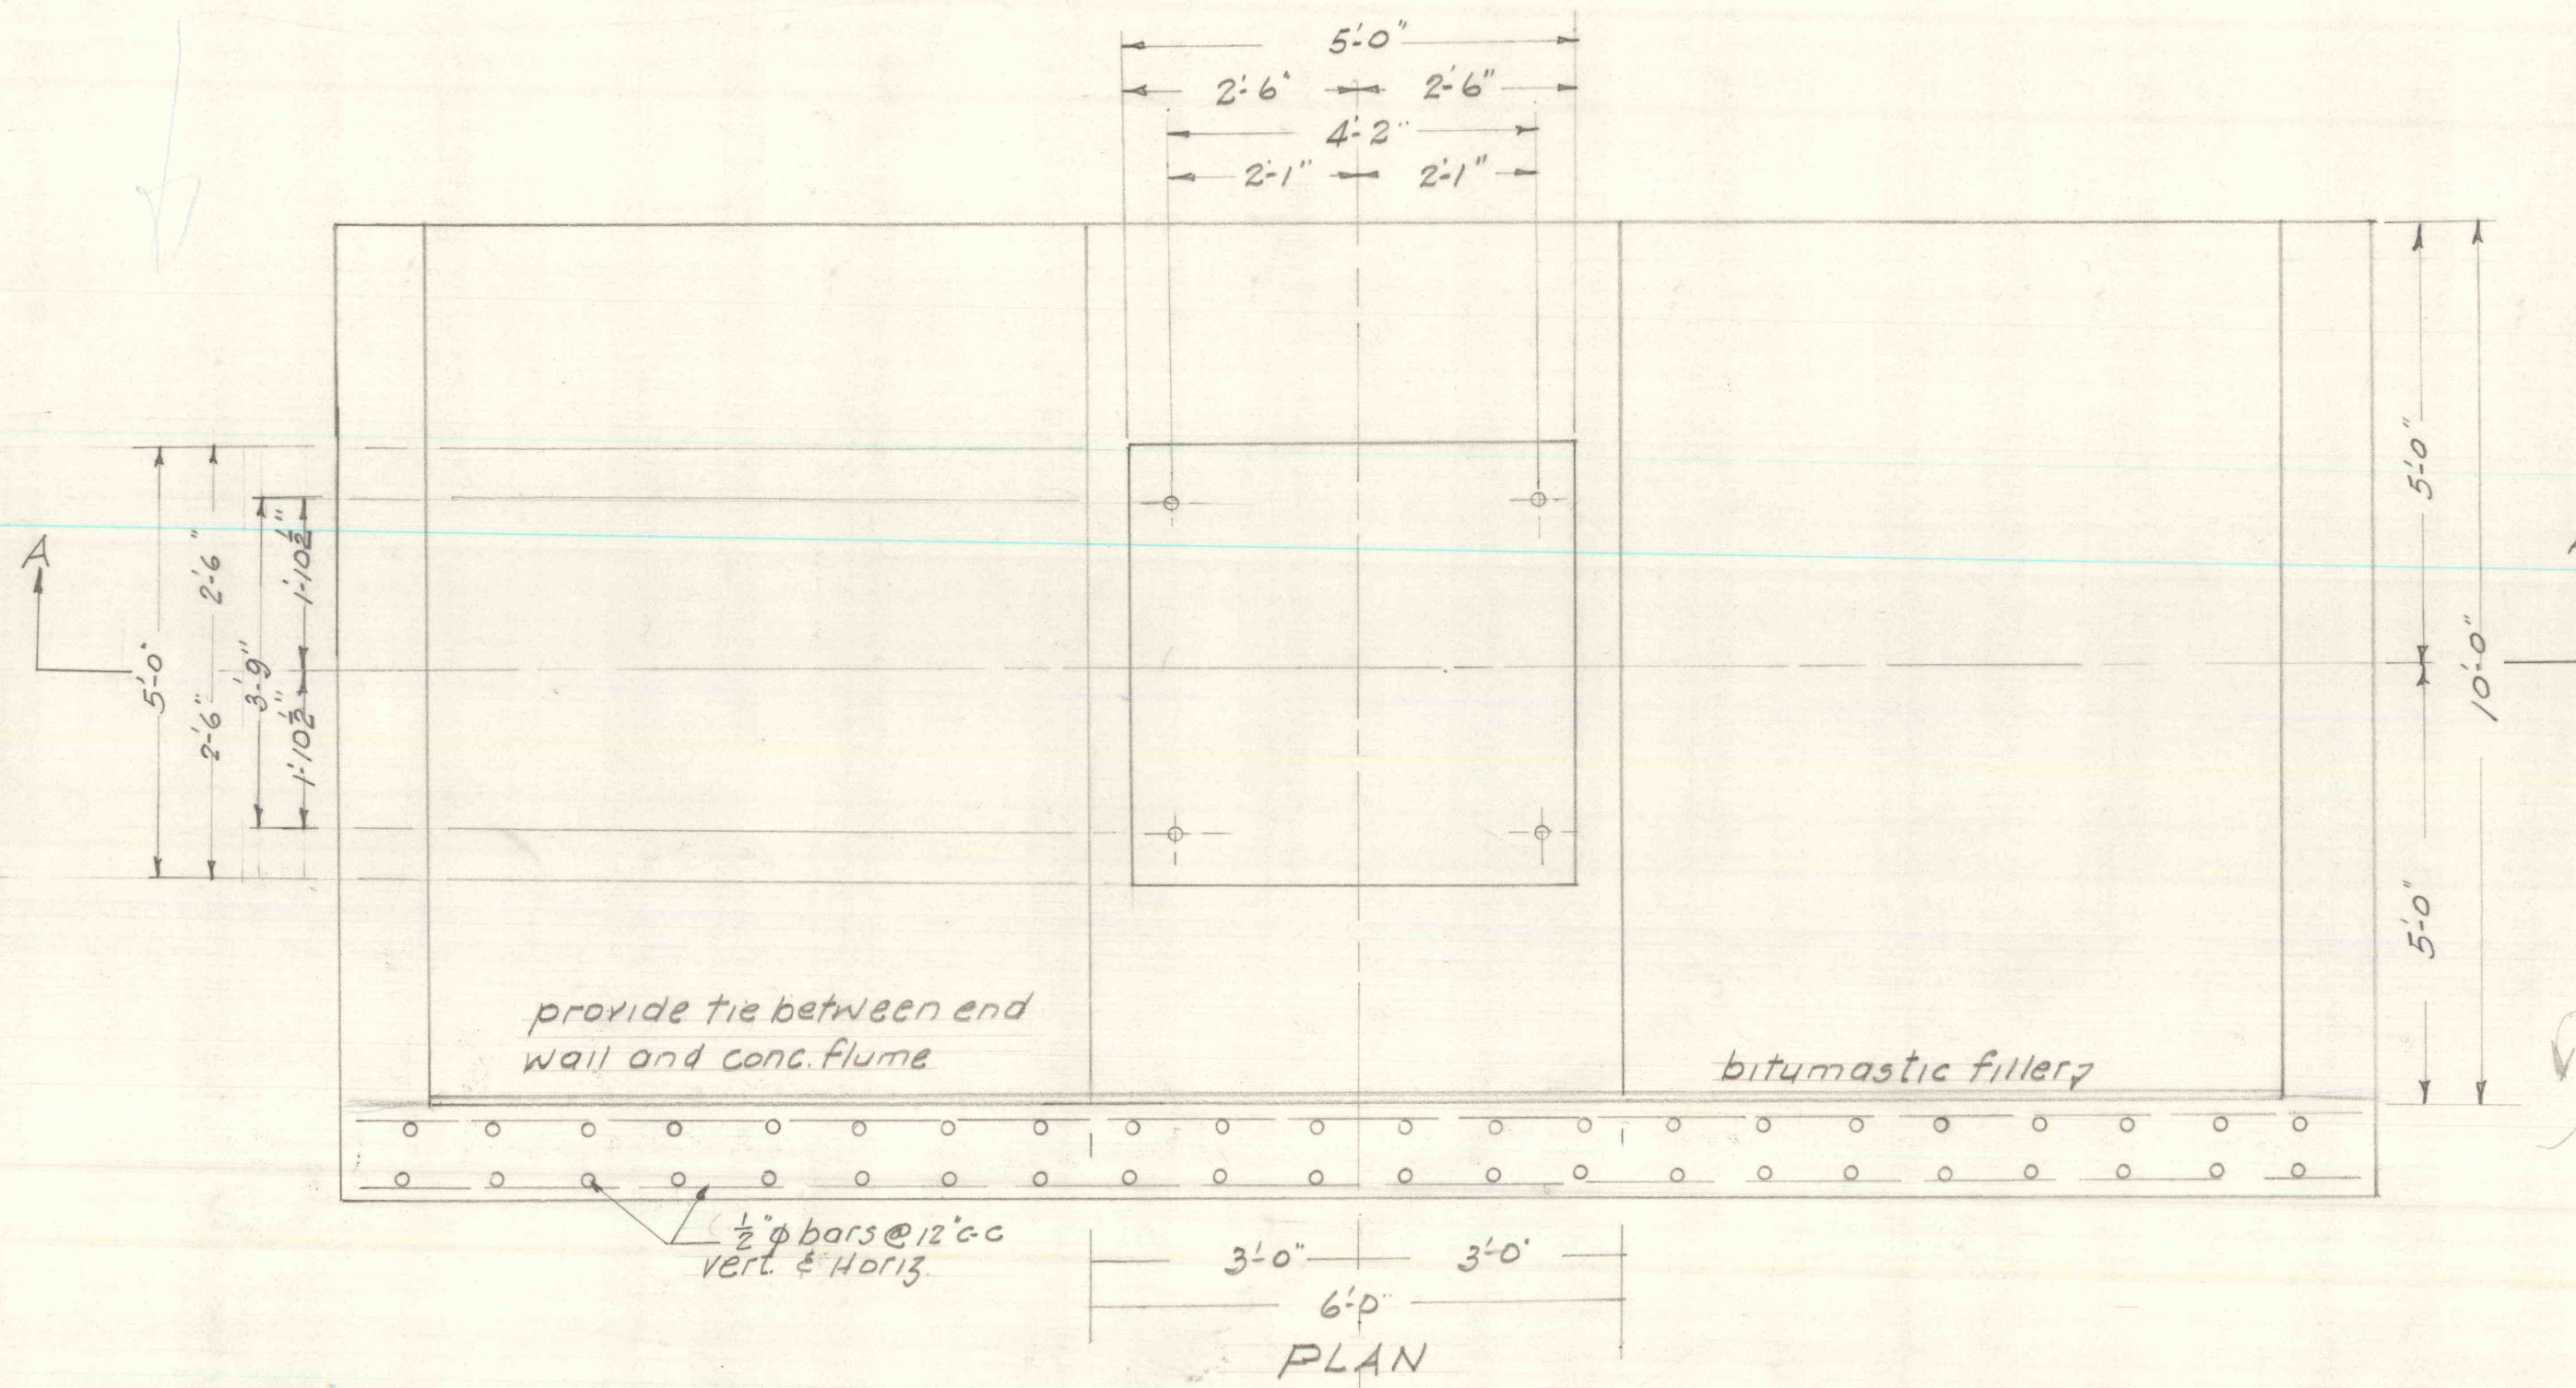 5'-0"
2'-6" 2'-6"
4'-2"
2'-1" 2'-1"
A
5'-0"
2'-6"
2'-6"
3'-9"
1'-10½"
1'-10½"
5'-0"
10'-0"
5'-0"
provide tie between end
wall and conc. flume
bitumastic filler
½"φ bars @ 12" c-c
vert. & Horiz.
3'-0" 3'-0"
6'-0"
PLAN